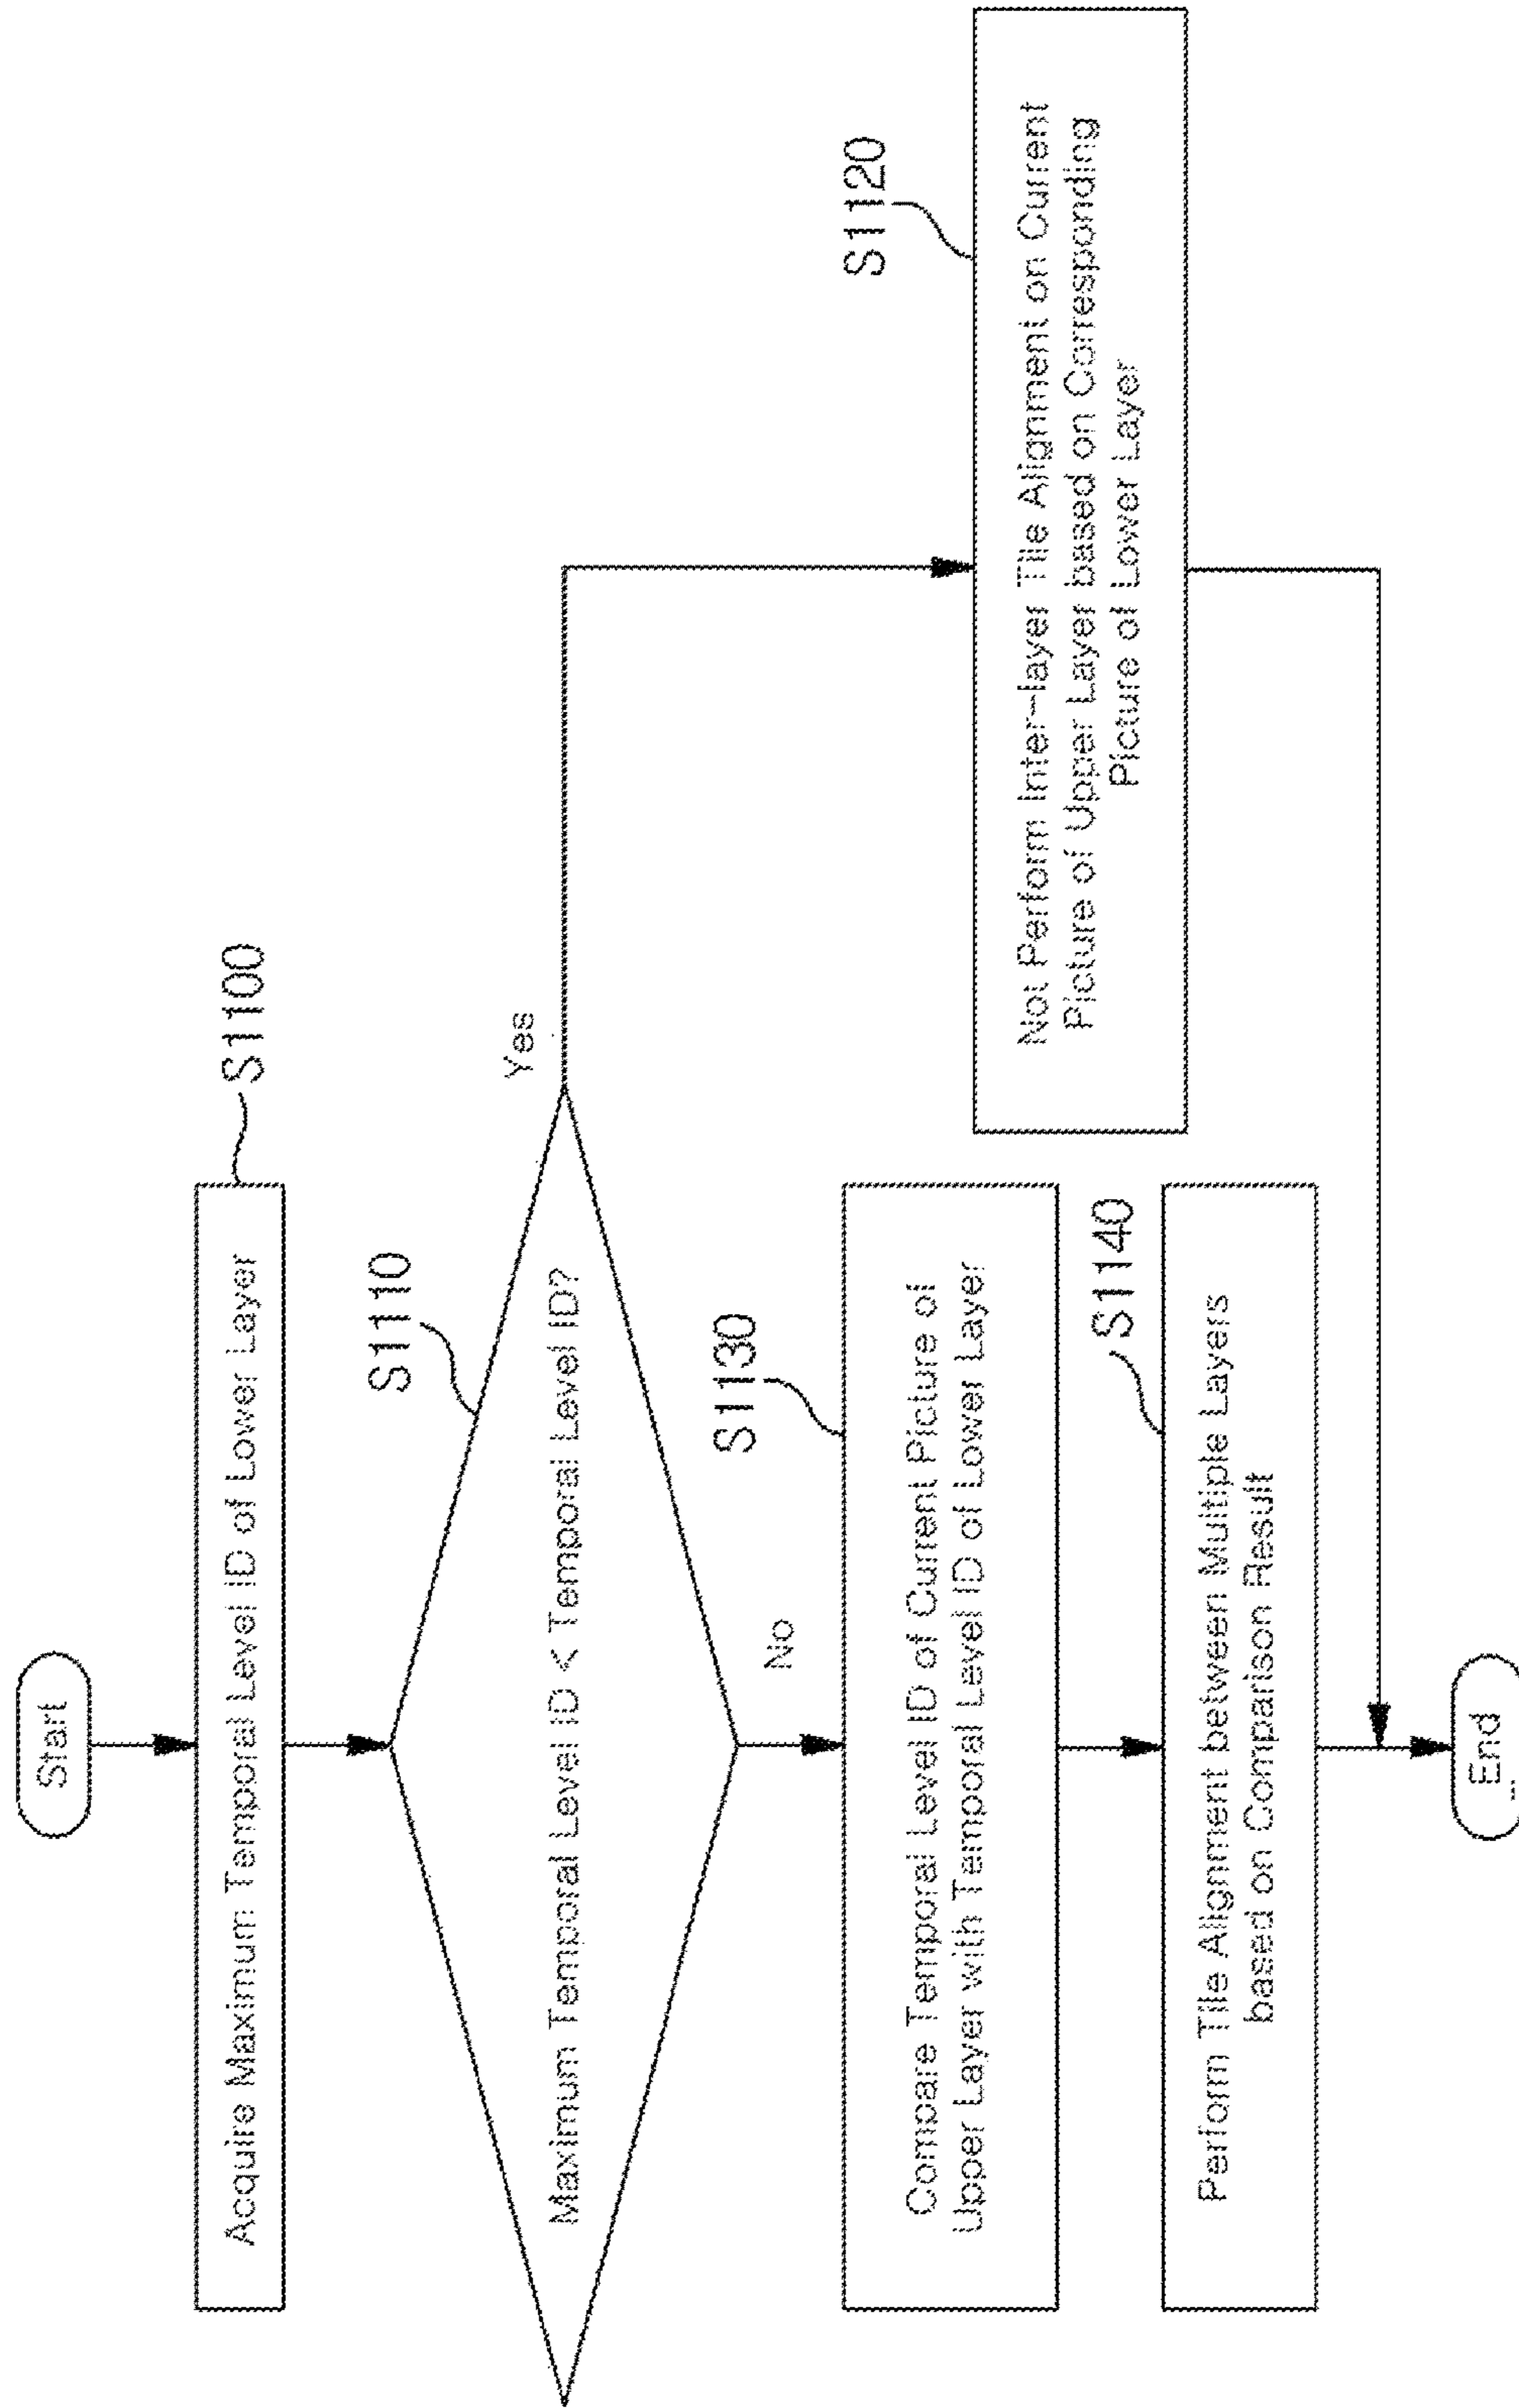 Start
Acquire Maximum Temporal Level ID of Lower Layer
S1100
S1110
Maximum Temporal Level ID < Temporal Level ID?
Yes
No
S1120
Not Perform Inter-layer Tile Alignment on Current
Picture of Upper Layer based on Corresponding
Picture of Lower Layer
S1130
Compare Temporal Level ID of Current Picture of
Upper Layer with Temporal Level ID of Lower Layer
S1140
Perform Tile Alignment between Multiple Layers
based on Comparison Result
End